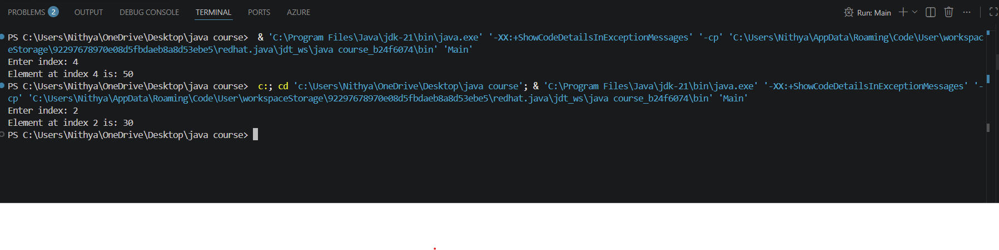 PROBLEMS 2 OUTPUT DEBUG CONSOLE TERMINAL PORTS AZURE Run: Main
PS C:\Users\Nithya\OneDrive\Desktop\java course>  & 'C:\Program Files\Java\jdk-21\bin\java.exe' '-XX:+ShowCodeDetailsInExceptionMessages' '-cp' 'C:\Users\Nithya\AppData\Roaming\Code\User\workspac
eStorage\92297678970e08d5fbdaeb8a8d53ebe5\redhat.java\jdt_ws\java course_b24f6074\bin' 'Main'
Enter index: 4
Element at index 4 is: 50
PS C:\Users\Nithya\OneDrive\Desktop\java course>  c:; cd 'c:\Users\Nithya\OneDrive\Desktop\java course'; & 'C:\Program Files\Java\jdk-21\bin\java.exe' '-XX:+ShowCodeDetailsInExceptionMessages' '-
cp' 'C:\Users\Nithya\AppData\Roaming\Code\User\workspaceStorage\92297678970e08d5fbdaeb8a8d53ebe5\redhat.java\jdt_ws\java course_b24f6074\bin' 'Main'
Enter index: 2
Element at index 2 is: 30
PS C:\Users\Nithya\OneDrive\Desktop\java course>